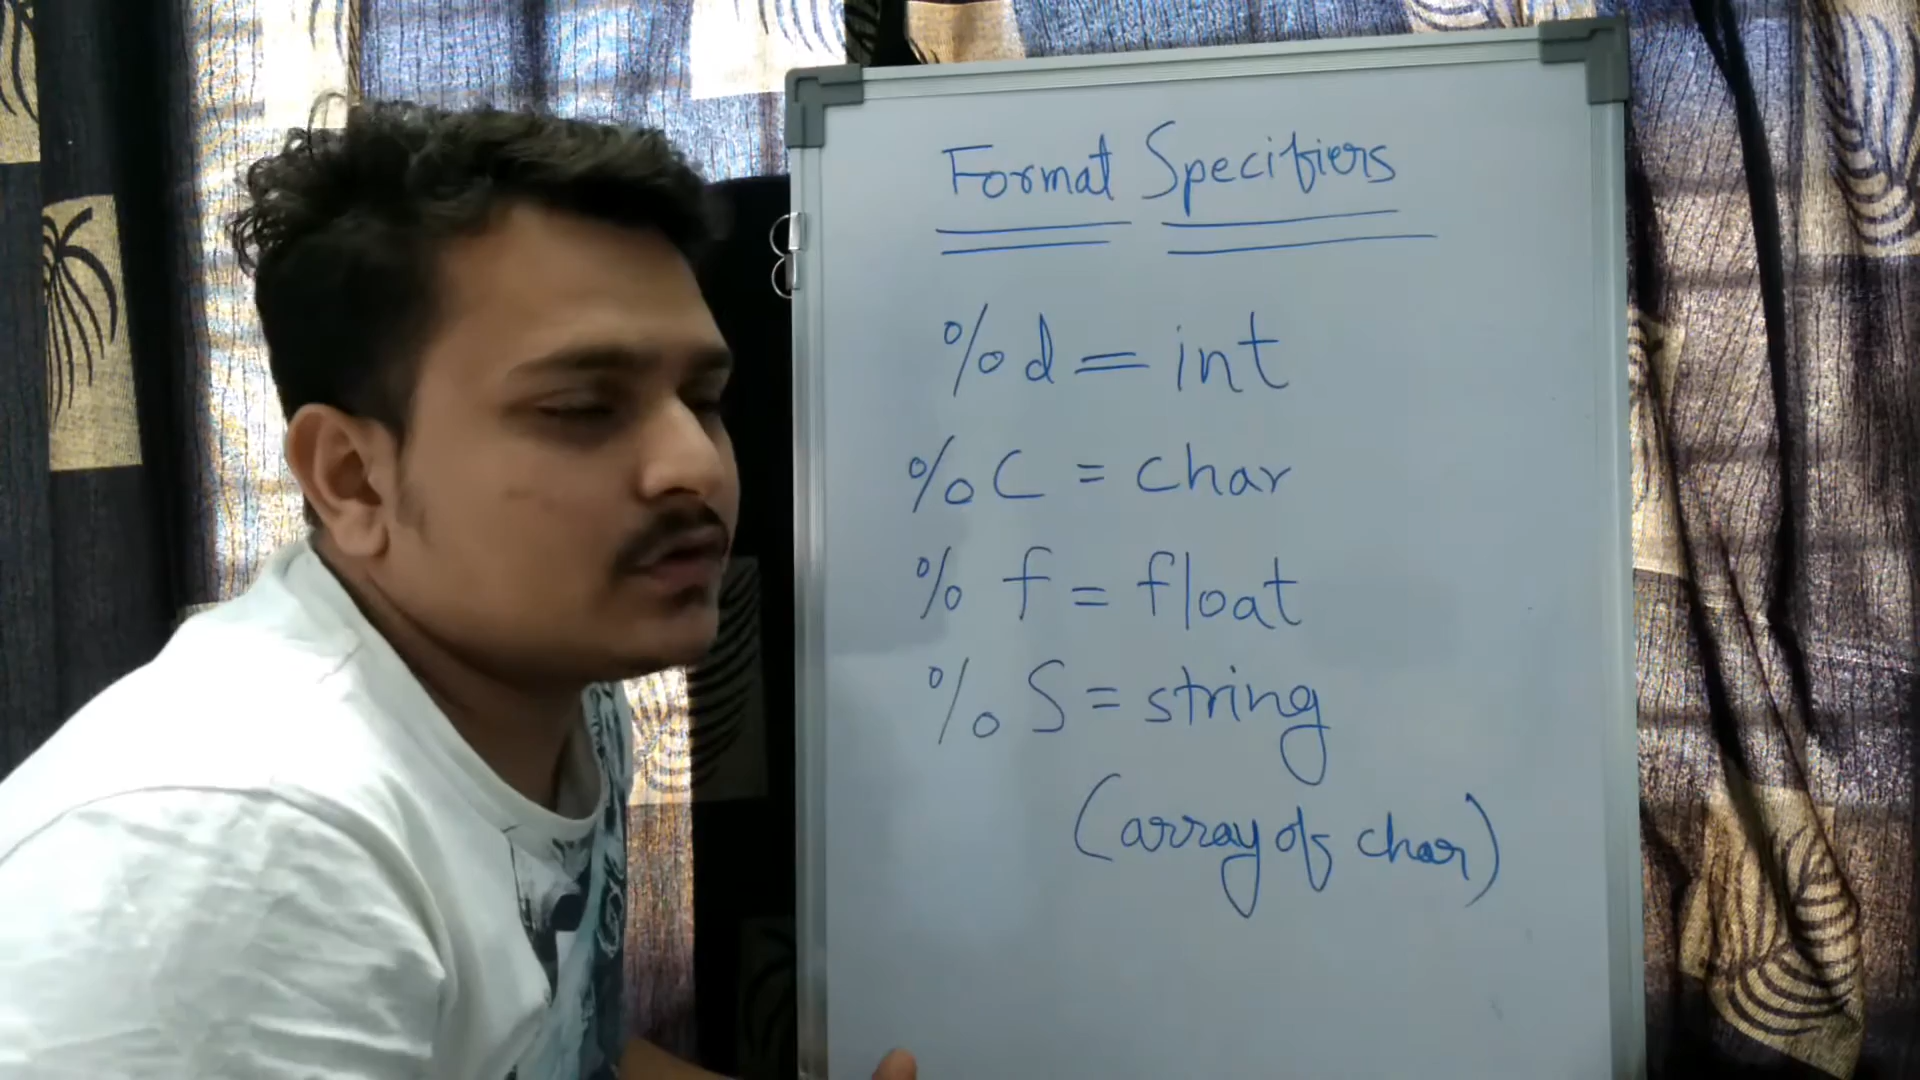 Format Specifiers
%d = int
%c = char
% f = float
% s = string
(array of char)